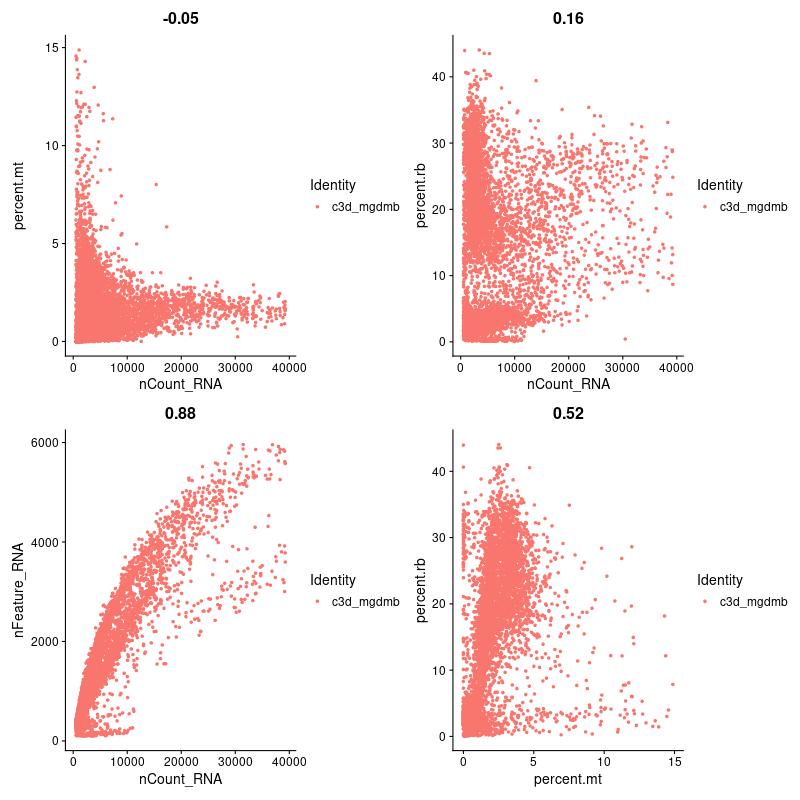 -0.05
percent.mt
15
10
5
0
0 10000 20000 30000 40000
nCount_RNA
Identity
c3d_mgdmb
0.16
percent.rb
40
30
20
10
0
0 10000 20000 30000 40000
nCount_RNA
Identity
c3d_mgdmb
0.88
nFeature_RNA
6000
4000
2000
0
0 10000 20000 30000 40000
nCount_RNA
Identity
c3d_mgdmb
0.52
percent.rb
40
30
20
10
0
0 5 10 15
percent.mt
Identity
c3d_mgdmb